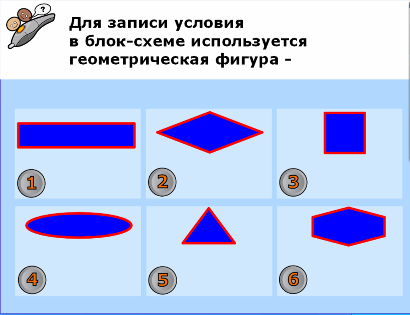 ?
Для записи условия
в блок-схеме используется
геометрическая фигура -
1
2
3
4
5
6